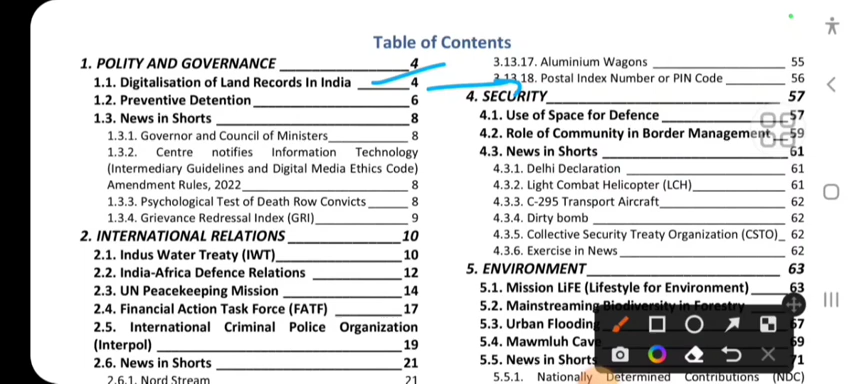 Table of Contents
1. POLITY AND GOVERNANCE 4
1.1. Digitalisation of Land Records In India 4
1.2. Preventive Detention 6
1.3. News in Shorts 8
1.3.1. Governor and Council of Ministers 8
1.3.2. Centre notifies Information Technology
(Intermediary Guidelines and Digital Media Ethics Code)
Amendment Rules, 2022 8
1.3.3. Psychological Test of Death Row Convicts 8
1.3.4. Grievance Redressal Index (GRI) 9
2. INTERNATIONAL RELATIONS 10
2.1. Indus Water Treaty (IWT) 10
2.2. India-Africa Defence Relations 12
2.3. UN Peacekeeping Mission 14
2.4. Financial Action Task Force (FATF) 17
2.5. International Criminal Police Organization
(Interpol) 19
2.6. News in Shorts 21
2.6.1. Nord Stream 21
3.13.17. Aluminium Wagons 55
3.13.18. Postal Index Number or PIN Code 56
4. SECURITY 57
4.1. Use of Space for Defence 57
4.2. Role of Community in Border Management 59
4.3. News in Shorts 61
4.3.1. Delhi Declaration 61
4.3.2. Light Combat Helicopter (LCH) 61
4.3.3. C-295 Transport Aircraft 62
4.3.4. Dirty bomb 62
4.3.5. Collective Security Treaty Organization (CSTO) 62
4.3.6. Exercise in News 62
5. ENVIRONMENT 63
5.1. Mission LiFE (Lifestyle for Environment) 63
5.2. Mainstreaming Biodiversity in Forestry
5.3. Urban Flooding 67
5.4. Mawmluh Cave 69
5.5. News in Shorts 71
5.5.1. Nationally Determined Contributions (NDC)